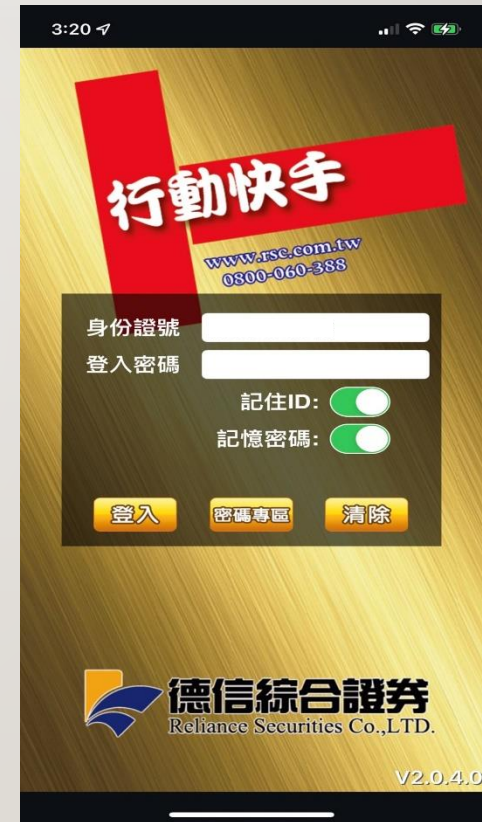 3:20
行動快手
www.rsc.com.tw
0800-060-388
身份證號
登入密碼
記住ID:
記憶密碼:
登入 密碼專區 清除
德信綜合證券
Reliance Securities Co.,LTD.
V2.0.4.0